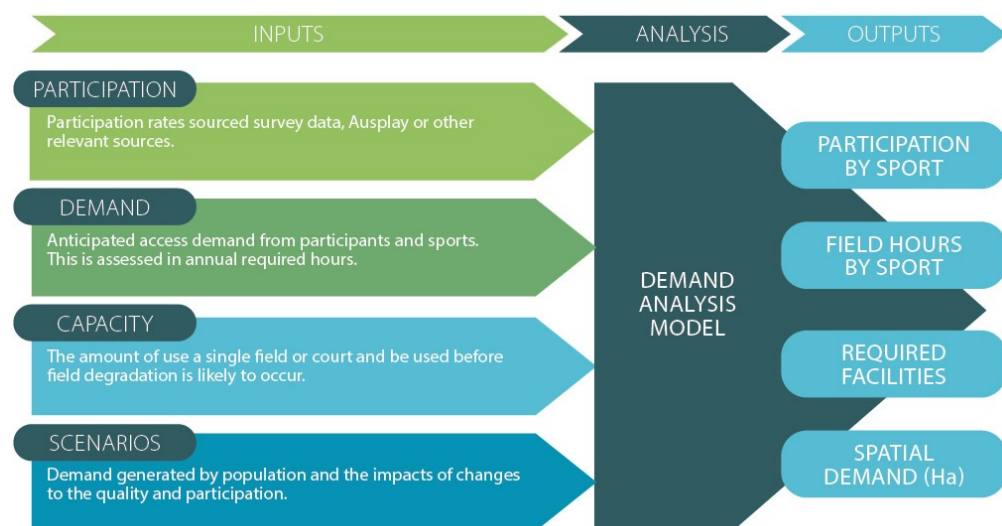 INPUTS
ANALYSIS
OUTPUTS
PARTICIPATION
Participation rates sourced survey data, Ausplay or other
relevant sources.
DEMAND
Anticipated access demand from participants and sports.
This is assessed in annual required hours.
CAPACITY
The amount of use a single field or court and be used before
field degradation is likely to occur.
SCENARIOS
Demand generated by population and the impacts of changes
to the quality and participation.
DEMAND
ANALYSIS
MODEL
PARTICIPATION
BY SPORT
FIELD HOURS
BY SPORT
REQUIRED
FACILITIES
SPATIAL
DEMAND (Ha)